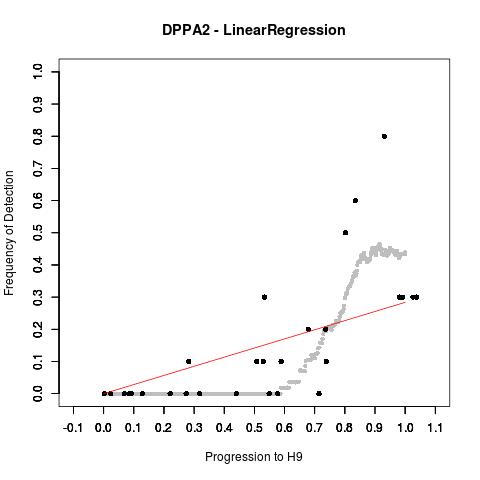 DPPA2 - LinearRegression
Frequency of Detection
1.0
0.9
0.8
0.7
0.6
0.5
0.4
0.3
0.2
0.1
0.0
-0.1 0.0 0.1 0.2 0.3 0.4 0.5 0.6 0.7 0.8 0.9 1.0 1.1
Progression to H9